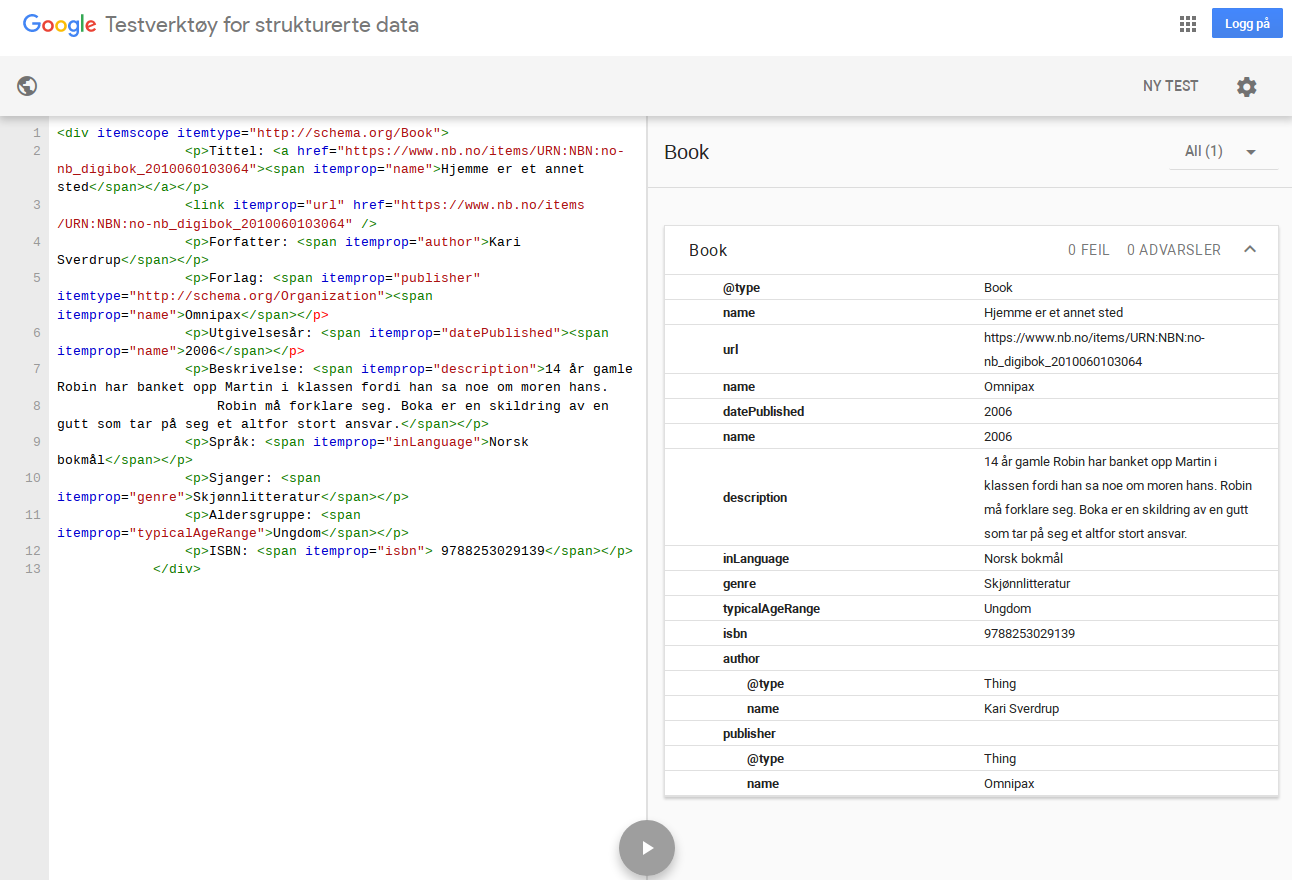 Google Testverktøy for strukturerte data
Logg på
NY TEST
1 <div itemscope itemtype="http://schema.org/Book">
2 <p>Tittel: <a href="https://www.nb.no/items/URN:NBN:no-
nb_digibok_2010060103064"><span itemprop="name">Hjemme er et annet
sted</span></a></p>
3 <link itemprop="url" href="https://www.nb.no/items
/URN:NBN:no-nb_digibok_2010060103064" />
4 <p>Forfatter: <span itemprop="author">Kari
Sverdrup</span></p>
5 <p>Forlag: <span itemprop="publisher"
itemtype="http://schema.org/Organization"><span
itemprop="name">Omnipax</span></p>
6 <p>Utgivelsesår: <span itemprop="datePublished"><span
itemprop="name">2006</span></p>
7 <p>Beskrivelse: <span itemprop="description">14 år gamle
Robin har banket opp Martin i klassen fordi han sa noe om moren hans.
8 Robin må forklare seg. Boka er en skildring av en
gutt som tar på seg et altfor stort ansvar.</span></p>
9 <p>Språk: <span itemprop="inLanguage">Norsk
bokmål</span></p>
10 <p>Sjanger: <span
itemprop="genre">Skjønnlitteratur</span></p>
11 <p>Aldersgruppe: <span
itemprop="typicalAgeRange">Ungdom</span></p>
12 <p>ISBN: <span itemprop="isbn"> 9788253029139</span></p>
13 </div>
Book
All (1)
Book 0 FEIL 0 ADVARSLER
@type Book
name Hjemme er et annet sted
url https://www.nb.no/items/URN:NBN:no-
nb_digibok_2010060103064
name Omnipax
datePublished 2006
name 2006
description 14 år gamle Robin har banket opp Martin i
klassen fordi han sa noe om moren hans. Robin
må forklare seg. Boka er en skildring av en gutt
som tar på seg et altfor stort ansvar.
inLanguage Norsk bokmål
genre Skjønnlitteratur
typicalAgeRange Ungdom
isbn 9788253029139
author
@type Thing
name Kari Sverdrup
publisher
@type Thing
name Omnipax